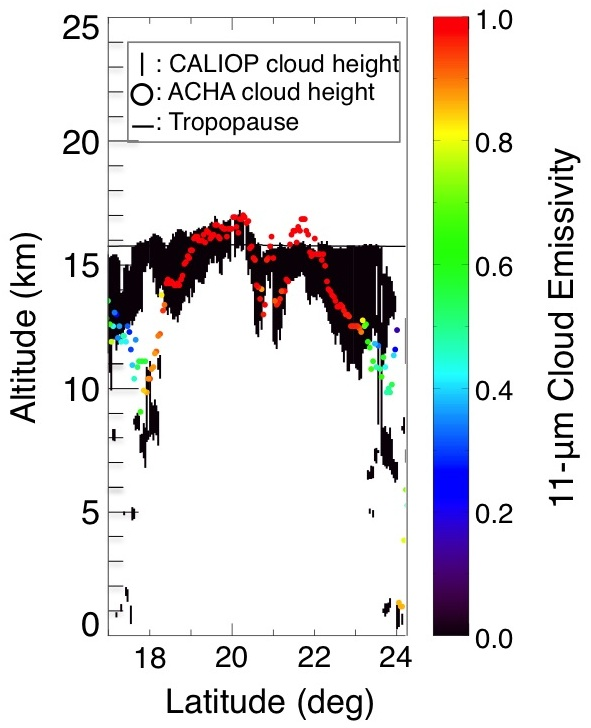 25
20
15
10
5
0
| : CALIOP cloud height
O : ACHA cloud height
— : Tropopause
Altitude (km)
18 20 22 24
Latitude (deg)
1.0
0.8
0.6
0.4
0.2
0.0
11-μm Cloud Emissivity